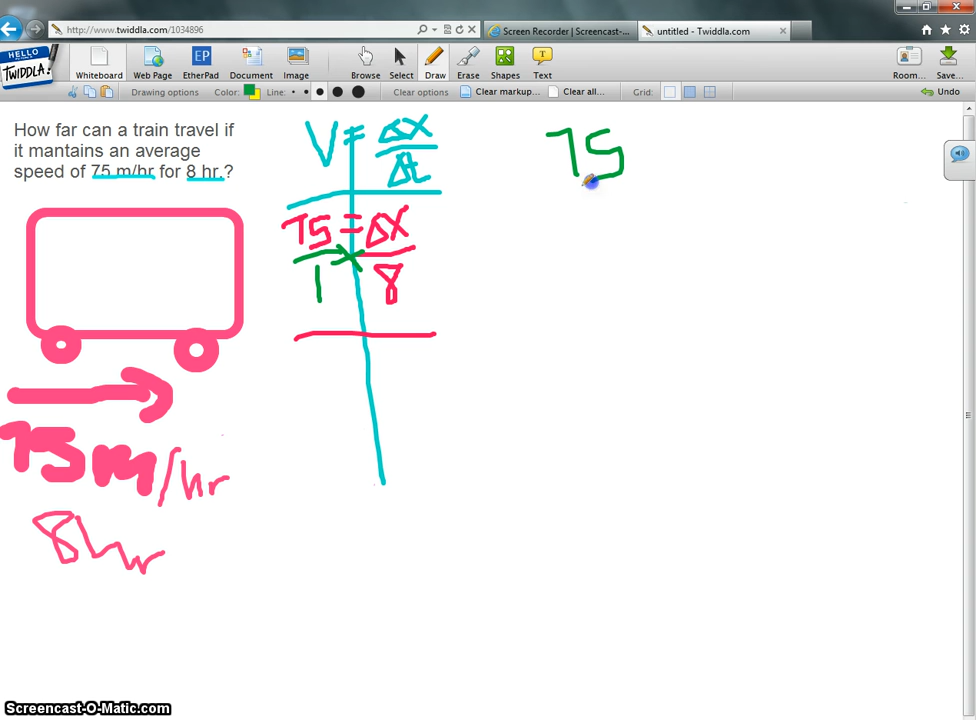 http://www.twiddla.com/1034896
Screen Recorder | Screencast-...
untitled - Twiddla.com
HELLO
TWIDDLA!
Whiteboard
Web Page
EP
EtherPad
Document
Image
Browse
Select
Draw
Erase
Shapes
T
Text
Room...
Save...
Drawing options
Color:
Line:
Clear options
Clear markup...
Clear all...
Grid:
Undo
How far can a train travel if
it mantains an average
speed of 75 m/hr for 8 hr.?
V = ΔX
Δt
75 = ΔX
1 8
75
75 m/hr
8 hr
Screencast-O-Matic.com